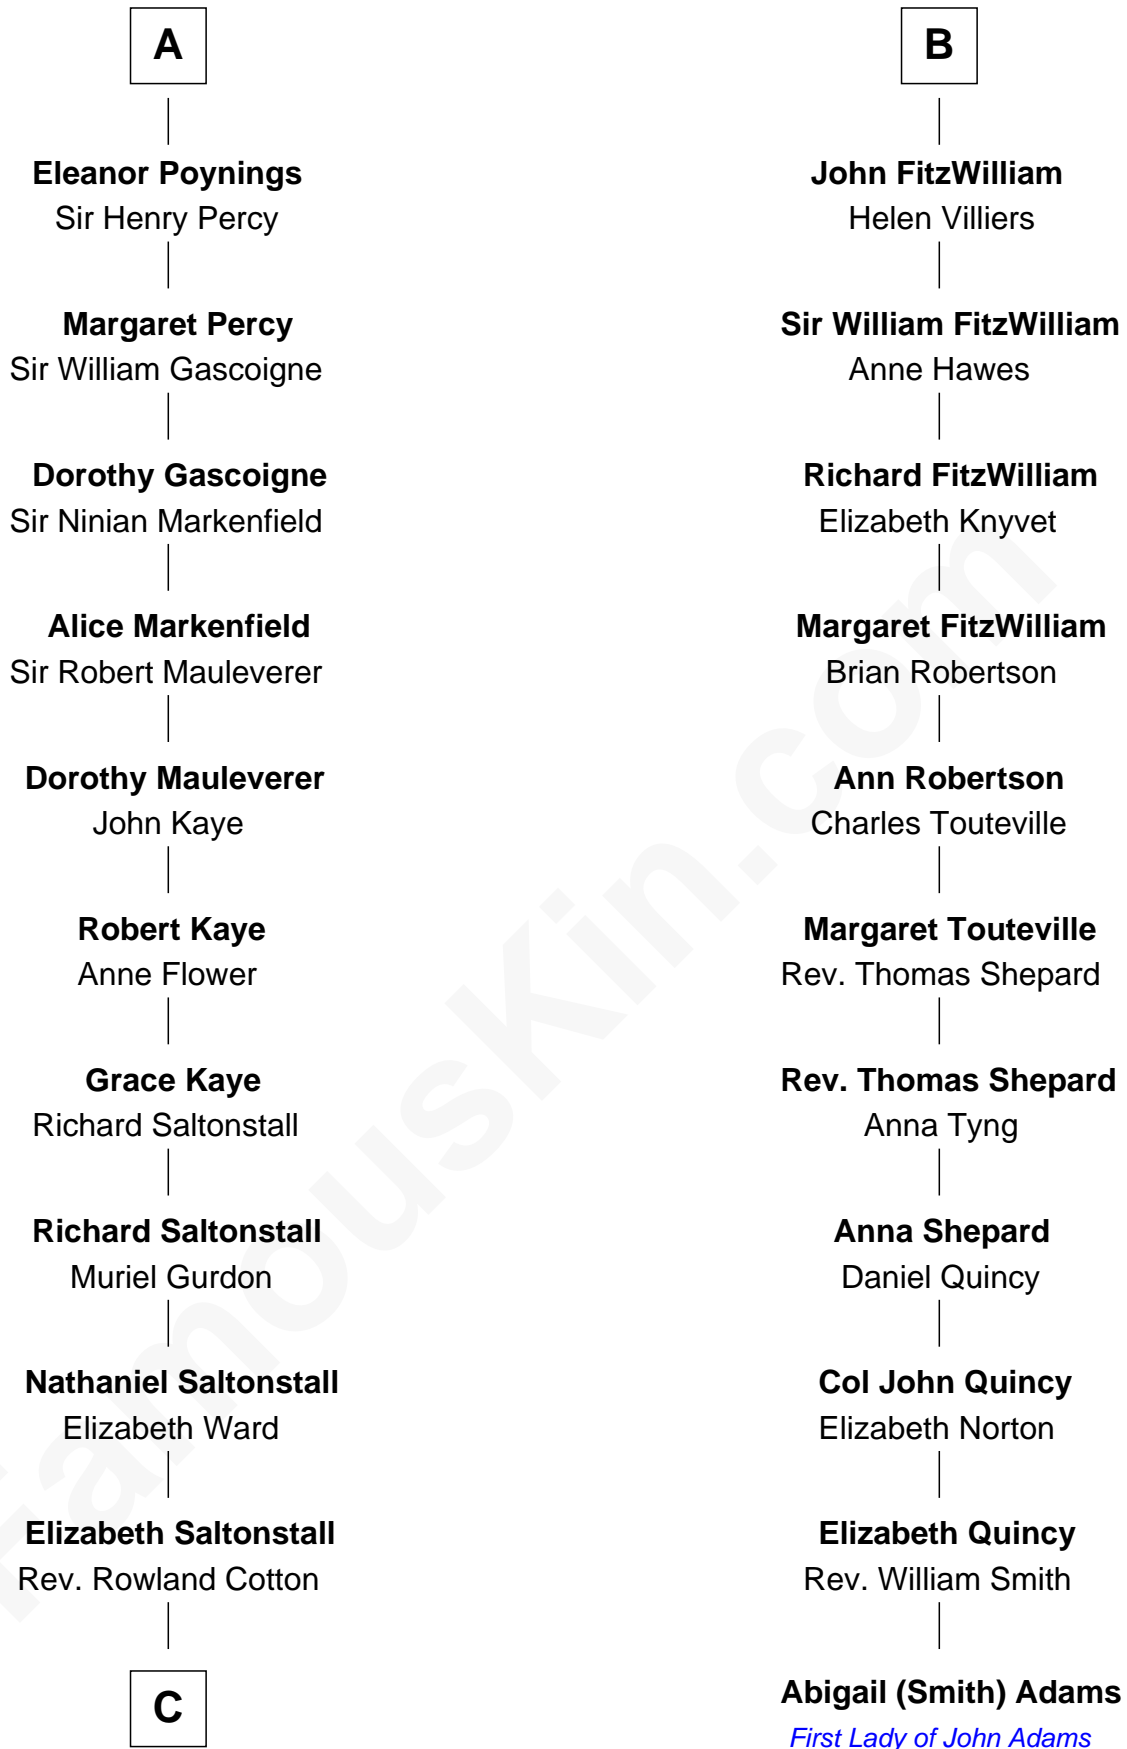 A
Eleanor Poynings
Sir Henry Percy
Margaret Percy
Sir William Gascoigne
Dorothy Gascoigne
Sir Ninian Markenfield
Alice Markenfield
Sir Robert Mauleverer
Dorothy Mauleverer
John Kaye
Robert Kaye
Anne Flower
Grace Kaye
Richard Saltonstall
Richard Saltonstall
Muriel Gurdon
Nathaniel Saltonstall
Elizabeth Ward
Elizabeth Saltonstall
Rev. Rowland Cotton
C
B
John FitzWilliam
Helen Villiers
Sir William FitzWilliam
Anne Hawes
Richard FitzWilliam
Elizabeth Knyvet
Margaret FitzWilliam
Brian Robertson
Ann Robertson
Charles Touteville
Margaret Touteville
Rev. Thomas Shepard
Rev. Thomas Shepard
Anna Tyng
Anna Shepard
Daniel Quincy
Col John Quincy
Elizabeth Norton
Elizabeth Quincy
Rev. William Smith
Abigail (Smith) Adams
First Lady of John Adams
FamousKin.com